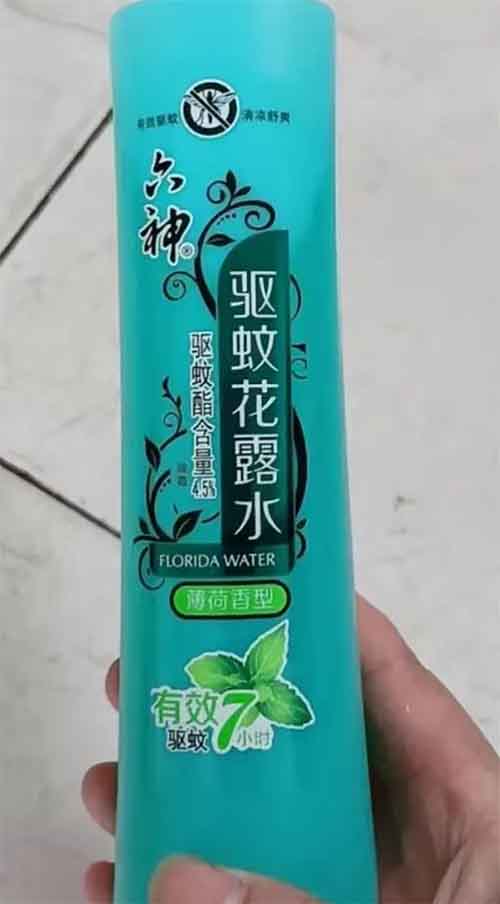 有效驱蚊 清凉舒爽
六神®
驱蚊花露水
驱蚊酯含量4.5%
FLORIDA WATER
薄荷香型
有效7小时
驱蚊